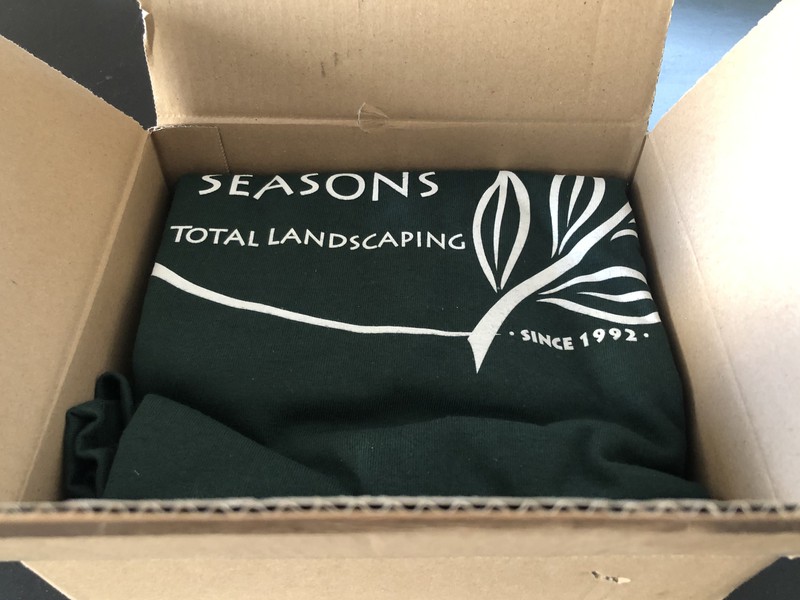 SEASONS
TOTAL LANDSCAPING
· SINCE 1992 ·